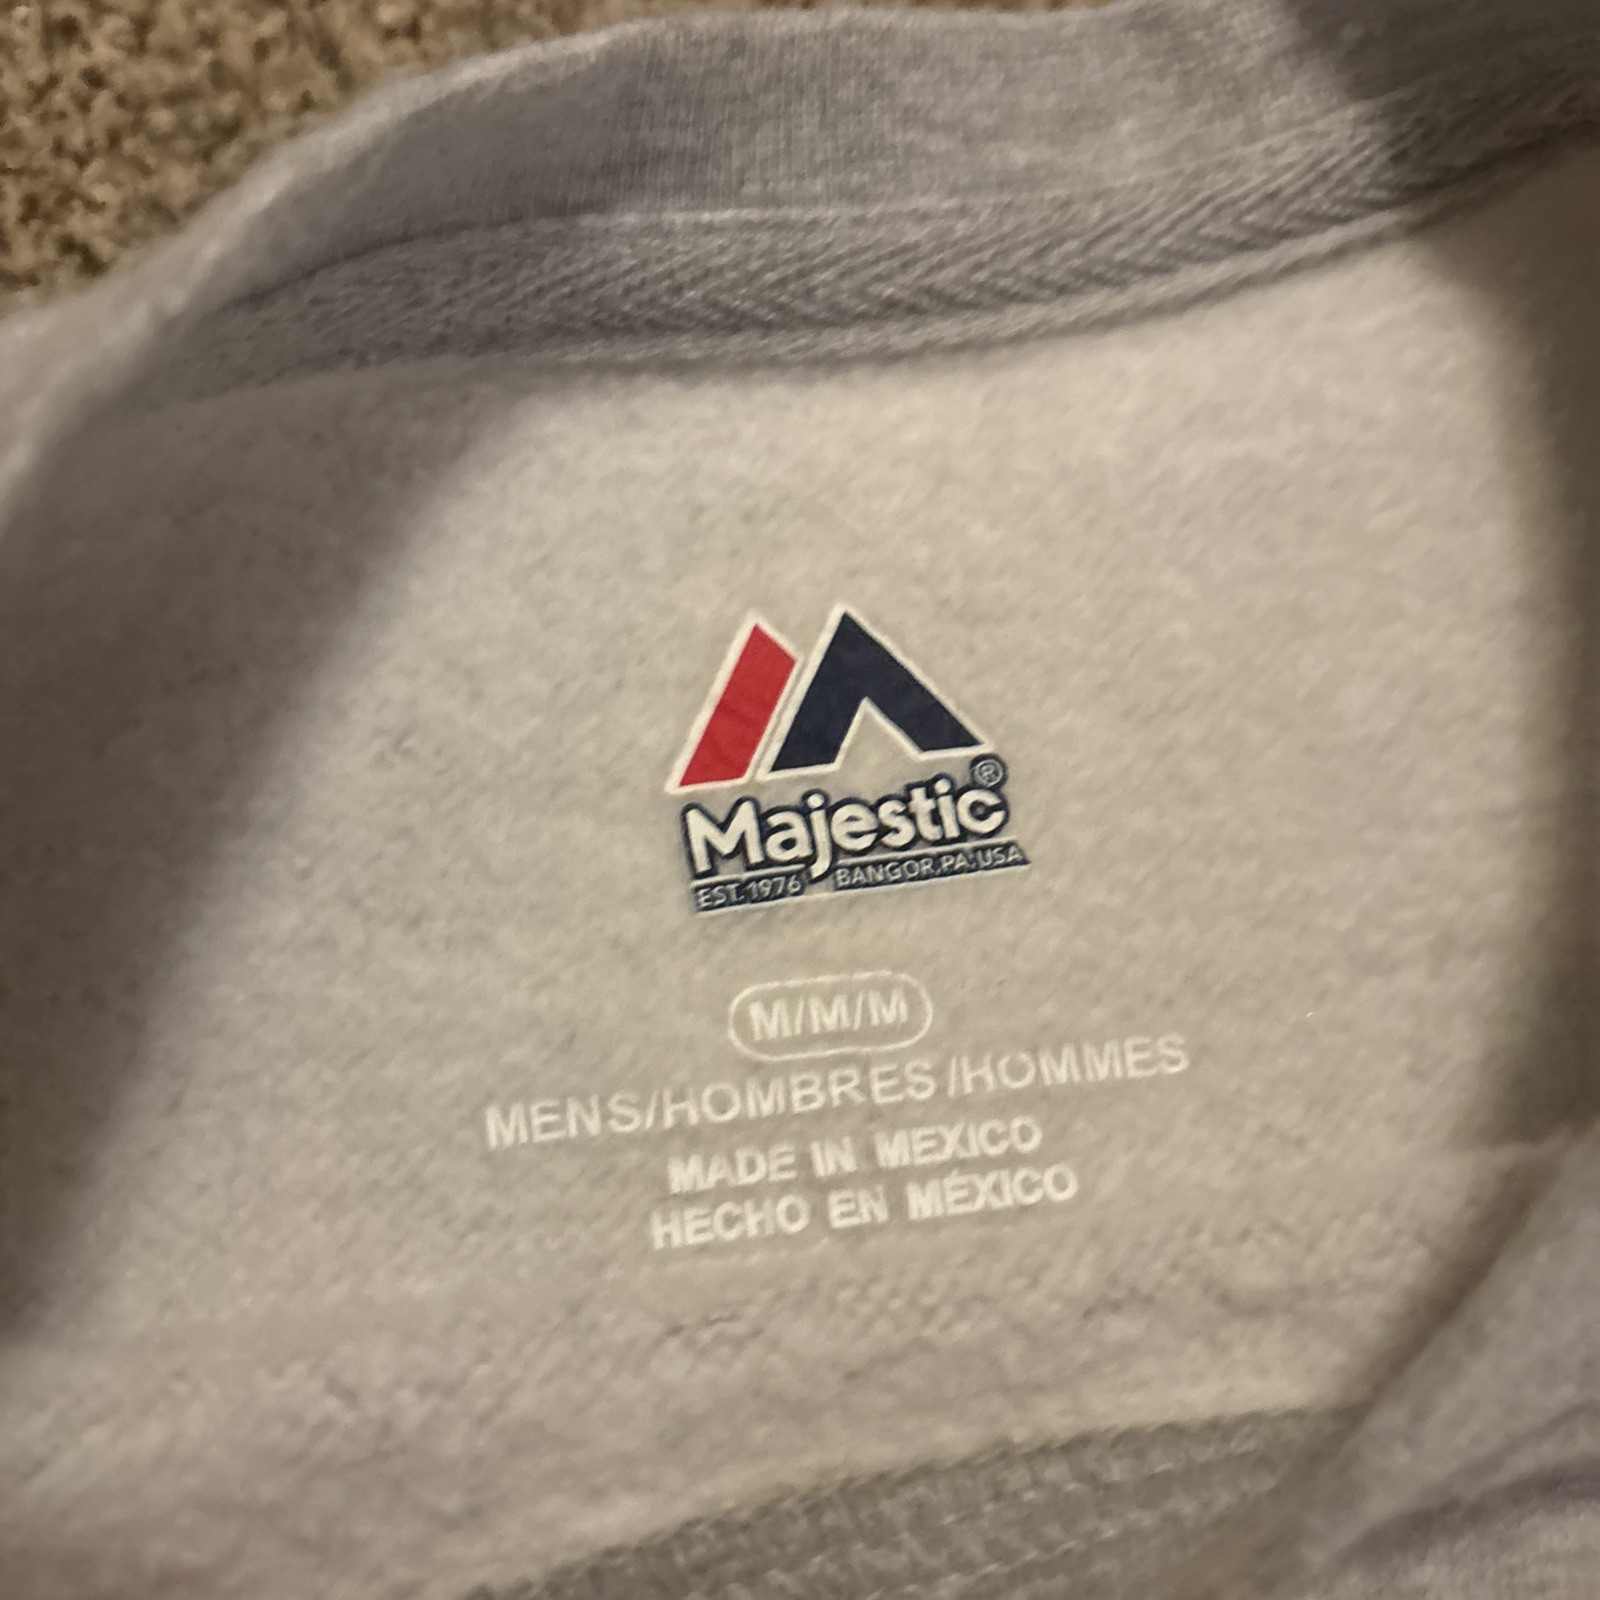 Majestic®
EST. 1976 BANGOR, PA. USA
M/M/M
MENS/HOMBRES/HOMMES
MADE IN MEXICO
HECHO EN MÉXICO